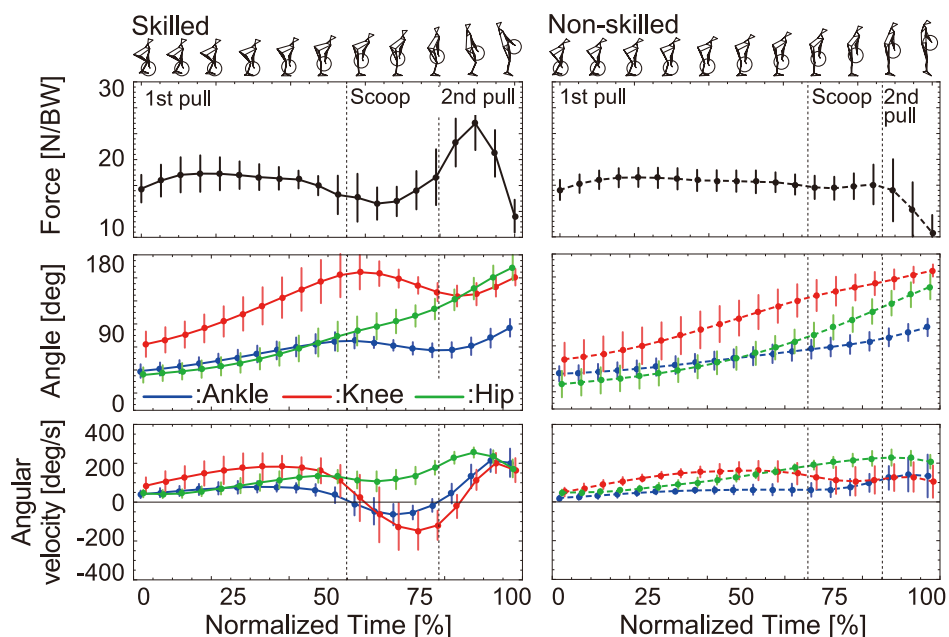 Skilled
Non-skilled
Force [N/BW]
30
20
10
1st pull
Scoop
2nd pull
1st pull
Scoop
2nd
pull
Angle [deg]
180
90
0
:Ankle
:Knee
:Hip
Angular
velocity [deg/s]
400
200
0
-200
-400
0
25
50
75
100
0
25
50
75
100
Normalized Time [%]
Normalized Time [%]